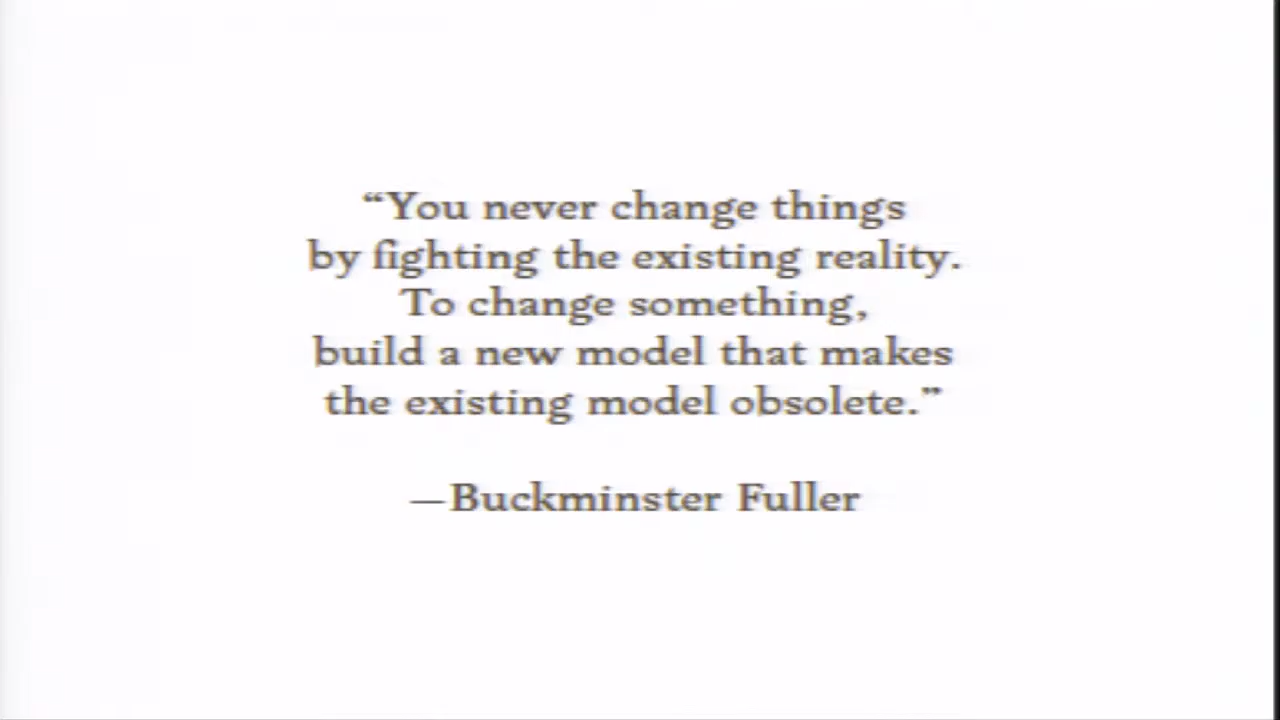 “You never change things
by fighting the existing reality.
To change something,
build a new model that makes
the existing model obsolete.”
—Buckminster Fuller